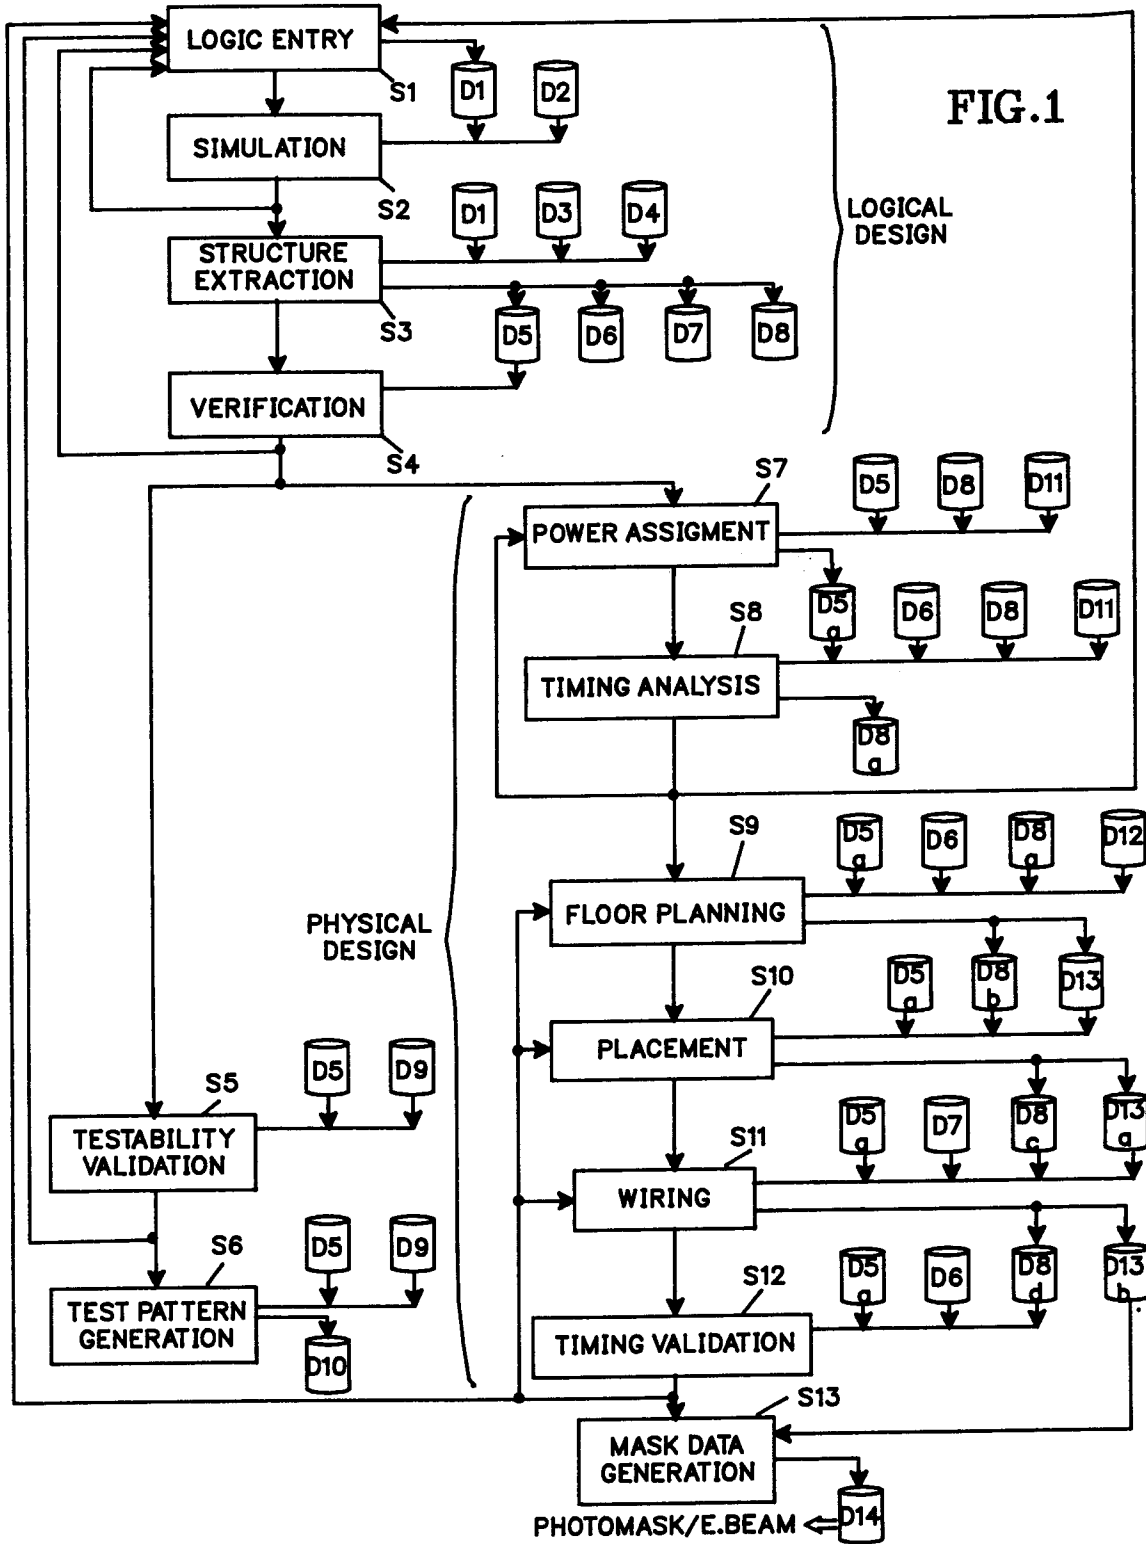 LOGIC ENTRY
S1
D1
D2
FIG.1
SIMULATION
S2
D1
D3
D4
LOGICAL
DESIGN
STRUCTURE
EXTRACTION
S3
D5
D6
D7
D8
VERIFICATION
S4
S7
D5
D8
D11
POWER ASSIGMENT
S8
D5
a
D6
D8
D11
TIMING ANALYSIS
D8
a
S9
D5
a
D6
D8
a
D12
FLOOR PLANNING
PHYSICAL
DESIGN
S10
D5
a
D8
b
D13
PLACEMENT
S5
D5
D9
TESTABILITY
VALIDATION
S11
D5
a
D7
D8
c
D13
a
WIRING
S6
D5
D9
TEST PATTERN
GENERATION
D10
S12
D5
a
D6
D8
d
D13
b
TIMING VALIDATION
S13
MASK DATA
GENERATION
D14
PHOTOMASK/E.BEAM